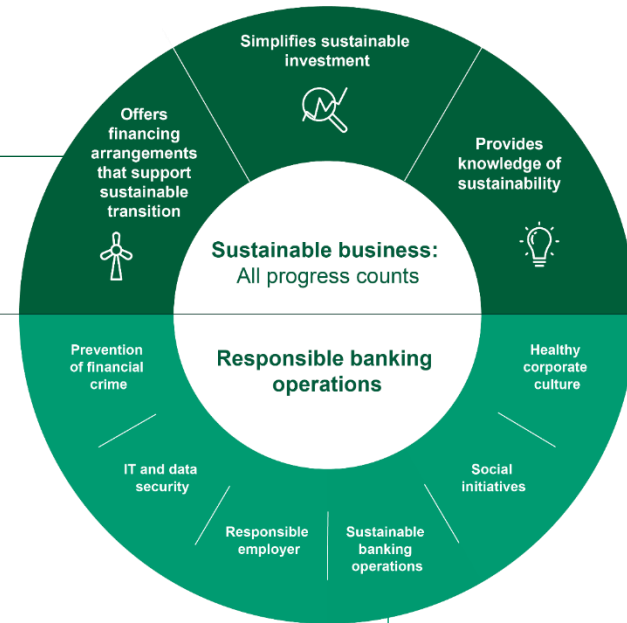 Simplifies sustainable
investment
Offers
financing
arrangements
that support
sustainable
transition
Provides
knowledge of
sustainability
Sustainable business:
All progress counts
Responsible banking
operations
Prevention
of financial
crime
Healthy
corporate
culture
IT and data
security
Social
initiatives
Responsible
employer
Sustainable
banking
operations